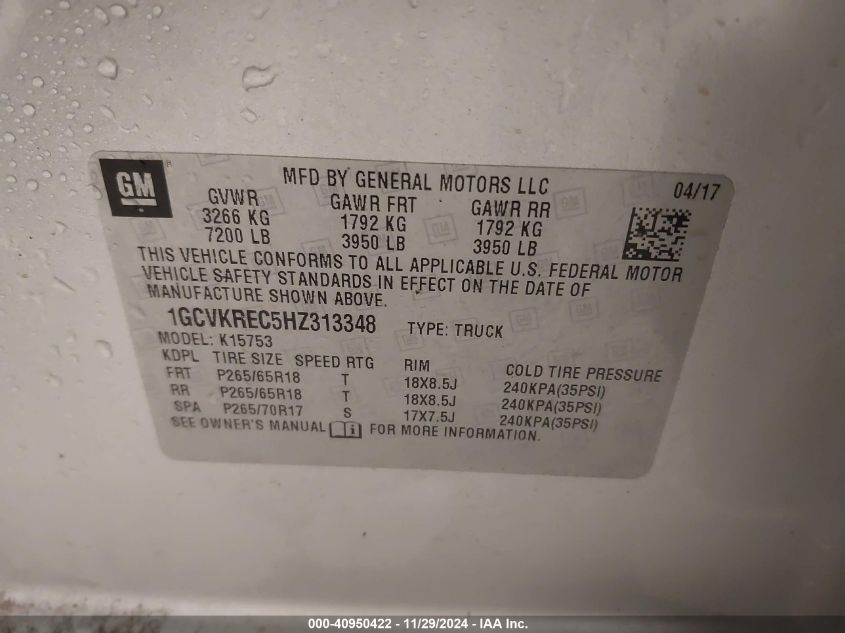 GM
MFD BY GENERAL MOTORS LLC 04/17
GVWR GAWR FRT GAWR RR
3266 KG 1792 KG 1792 KG
7200 LB 3950 LB 3950 LB
THIS VEHICLE CONFORMS TO ALL APPLICABLE U.S. FEDERAL MOTOR
VEHICLE SAFETY STANDARDS IN EFFECT ON THE DATE OF
MANUFACTURE SHOWN ABOVE.
1GCVKREC5HZ313348 TYPE: TRUCK
MODEL: K15753
KDPL TIRE SIZE SPEED RTG RIM COLD TIRE PRESSURE
FRT P265/65R18 T 18X8.5J 240KPA(35PSI)
RR P265/65R18 T 18X8.5J 240KPA(35PSI)
SPA P265/70R17 S 17X7.5J 240KPA(35PSI)
SEE OWNER'S MANUAL FOR MORE INFORMATION.
000-40950422 - 11/29/2024 - IAA Inc.